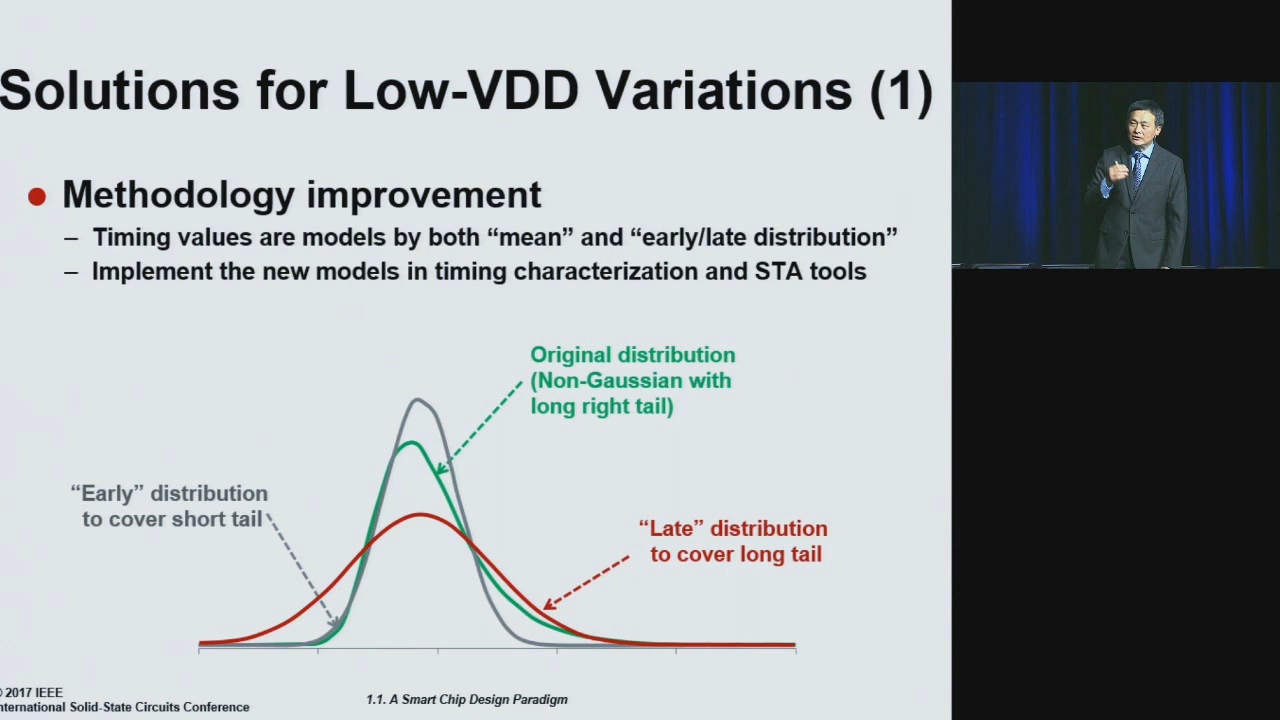 Solutions for Low-VDD Variations (1)
Methodology improvement
– Timing values are models by both “mean” and “early/late distribution”
– Implement the new models in timing characterization and STA tools
Original distribution
(Non-Gaussian with
long right tail)
“Early” distribution
to cover short tail
“Late” distribution
to cover long tail
© 2017 IEEE
nternational Solid-State Circuits Conference
1.1. A Smart Chip Design Paradigm